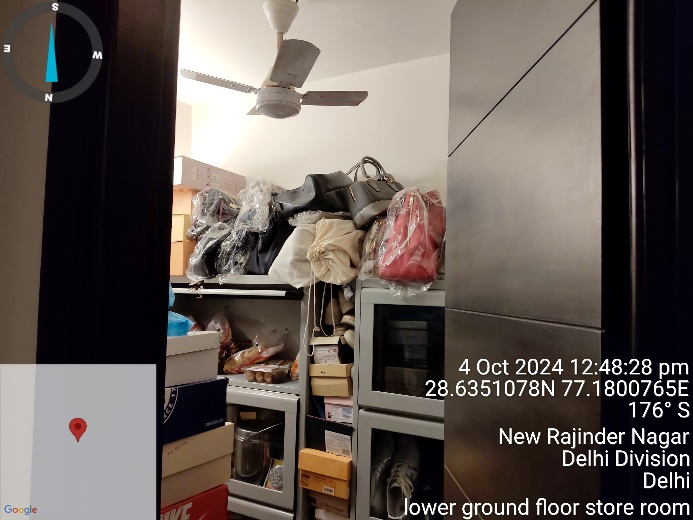 S
E
W
N
4 Oct 2024 12:48:28 pm
28.6351078N 77.1800765E
176° S
New Rajinder Nagar
Delhi Division
Delhi
lower ground floor store room
NIKE
Google